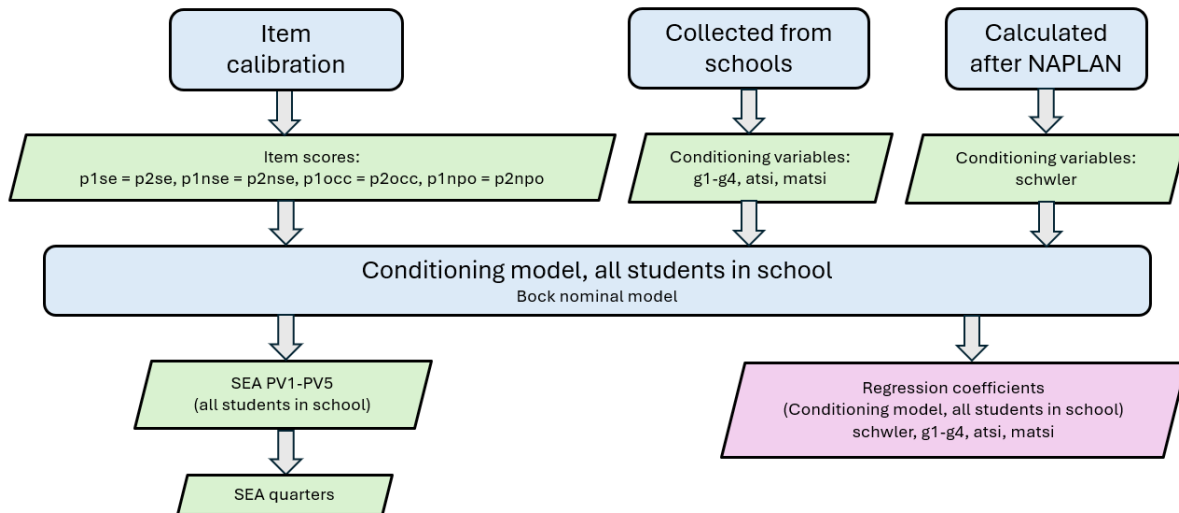 Item
calibration
Collected from
schools
Calculated
after NAPLAN
Item scores:
p1se = p2se, p1nse = p2nse, p1occ = p2occ, p1npo = p2npo
Conditioning variables:
g1-g4, atsi, matsi
Conditioning variables:
schwler
Conditioning model, all students in school
Bock nominal model
SEA PV1-PV5
(all students in school)
Regression coefficients
(Conditioning model, all students in school)
schwler, g1-g4, atsi, matsi
SEA quarters